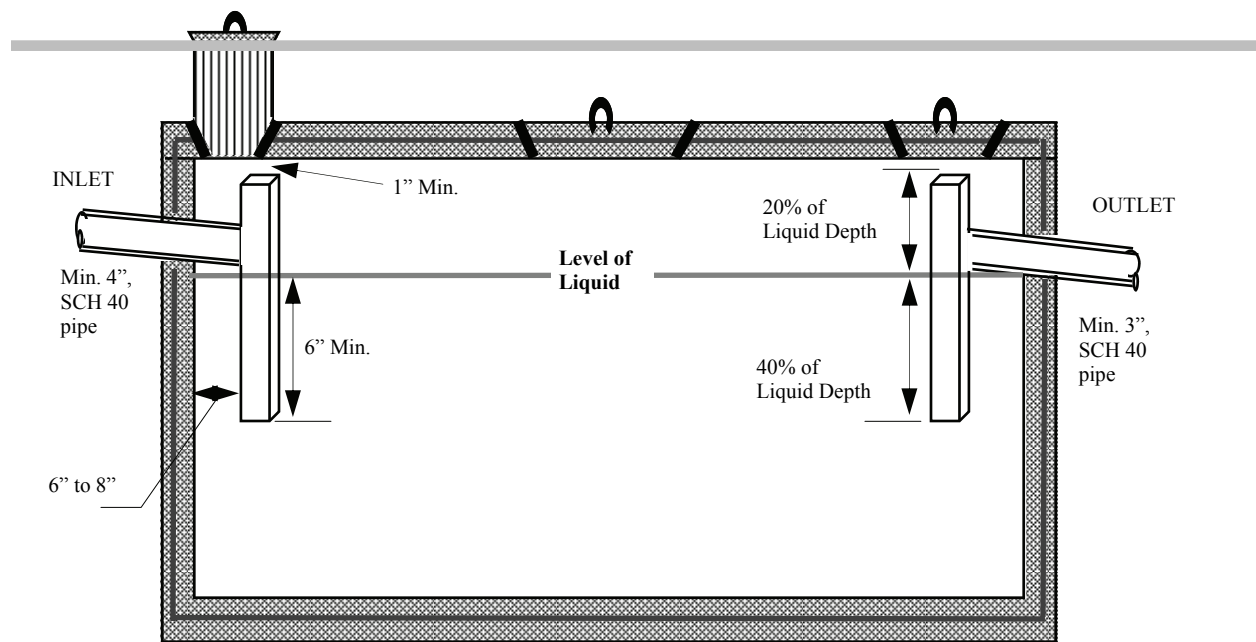 INLET
1” Min.
20% of
Liquid Depth
OUTLET
Min. 4”,
SCH 40
pipe
Level of
Liquid
6” Min.
40% of
Liquid Depth
Min. 3”,
SCH 40
pipe
6” to 8”